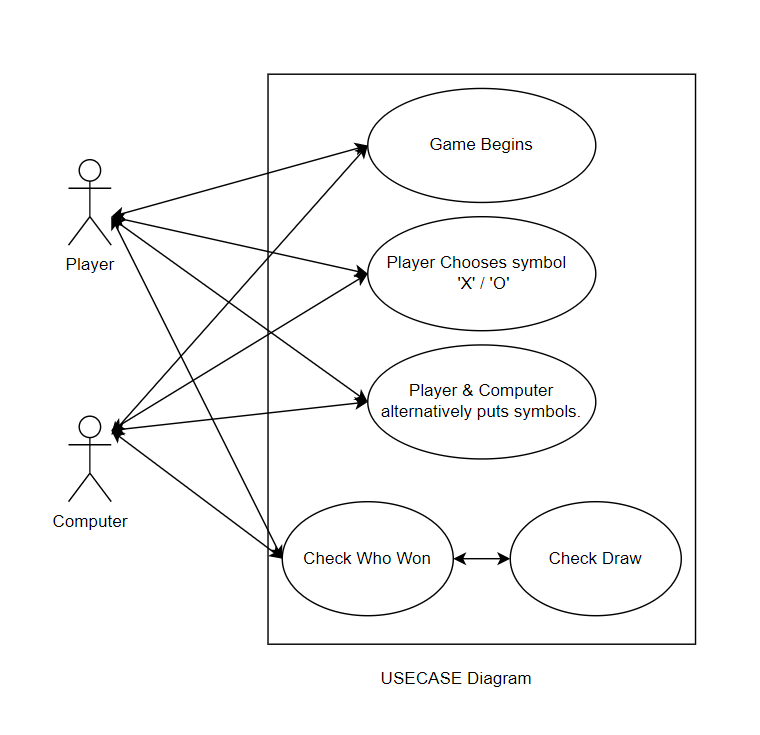 Game Begins
Player
Player Chooses symbol
'X' / 'O'
Player & Computer
alternatively puts symbols.
Computer
Check Who Won
Check Draw
USECASE Diagram